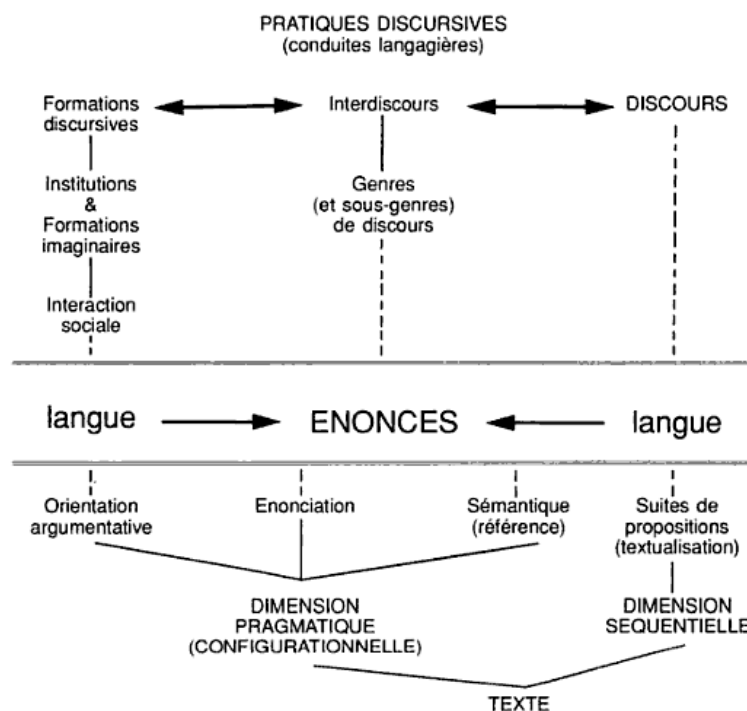 PRATIQUES DISCURSIVES
(conduites langagières)
Formations
discursives
Interdiscours
DISCOURS
Institutions
&
Formations
imaginaires
Genres
(et sous-genres)
de discours
Interaction
sociale
langue
ENONCES
langue
Orientation
argumentative
Enonciation
Sémantique
(référence)
Suites de
propositions
(textualisation)
DIMENSION
PRAGMATIQUE
(CONFIGURATIONNELLE)
DIMENSION
SEQUENTIELLE
TEXTE